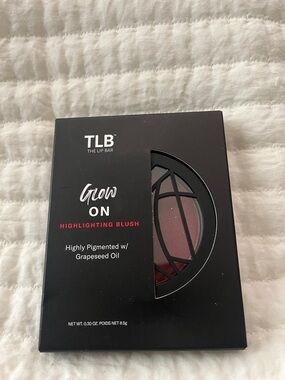 TLB™
THE LIP BAR
Glow
ON
HIGHLIGHTING BLUSH
Highly Pigmented w/
Grapeseed Oil
NET WT. 0.30 OZ. POIDS NET 8.5g